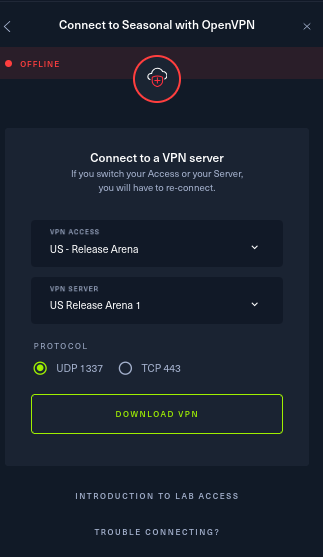 Connect to Seasonal with OpenVPN
OFFLINE
Connect to a VPN server
If you switch your Access or your Server,
you will have to re-connect.
VPN ACCESS
US - Release Arena
VPN SERVER
US Release Arena 1
PROTOCOL
UDP 1337
TCP 443
DOWNLOAD VPN
INTRODUCTION TO LAB ACCESS
TROUBLE CONNECTING?